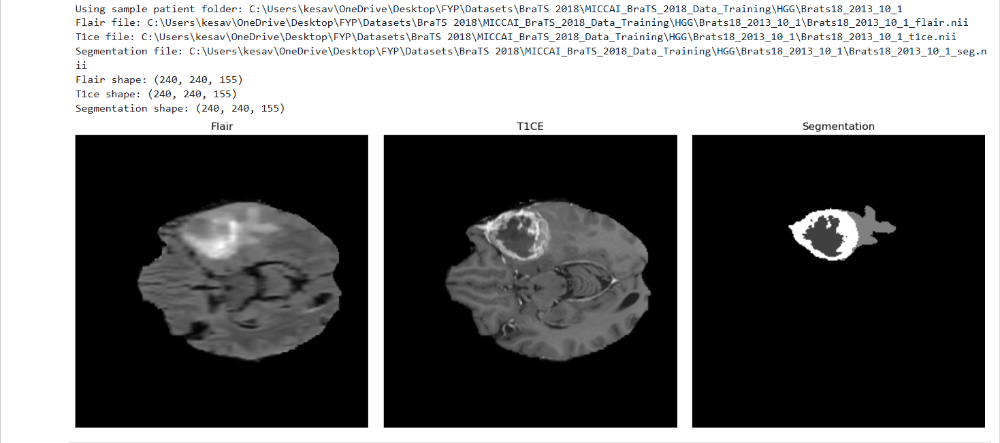 Using sample patient folder: C:\Users\kesav\OneDrive\Desktop\FYP\Datasets\BraTS 2018\MICCAI_BraTS_2018_Data_Training\HGG\Brats18_2013_10_1
Flair file: C:\Users\kesav\OneDrive\Desktop\FYP\Datasets\BraTS 2018\MICCAI_BraTS_2018_Data_Training\HGG\Brats18_2013_10_1\Brats18_2013_10_1_flair.nii
T1ce file: C:\Users\kesav\OneDrive\Desktop\FYP\Datasets\BraTS 2018\MICCAI_BraTS_2018_Data_Training\HGG\Brats18_2013_10_1\Brats18_2013_10_1_t1ce.nii
Segmentation file: C:\Users\kesav\OneDrive\Desktop\FYP\Datasets\BraTS 2018\MICCAI_BraTS_2018_Data_Training\HGG\Brats18_2013_10_1\Brats18_2013_10_1_seg.n
ii
Flair shape: (240, 240, 155)
T1ce shape: (240, 240, 155)
Segmentation shape: (240, 240, 155)
Flair
T1CE
Segmentation